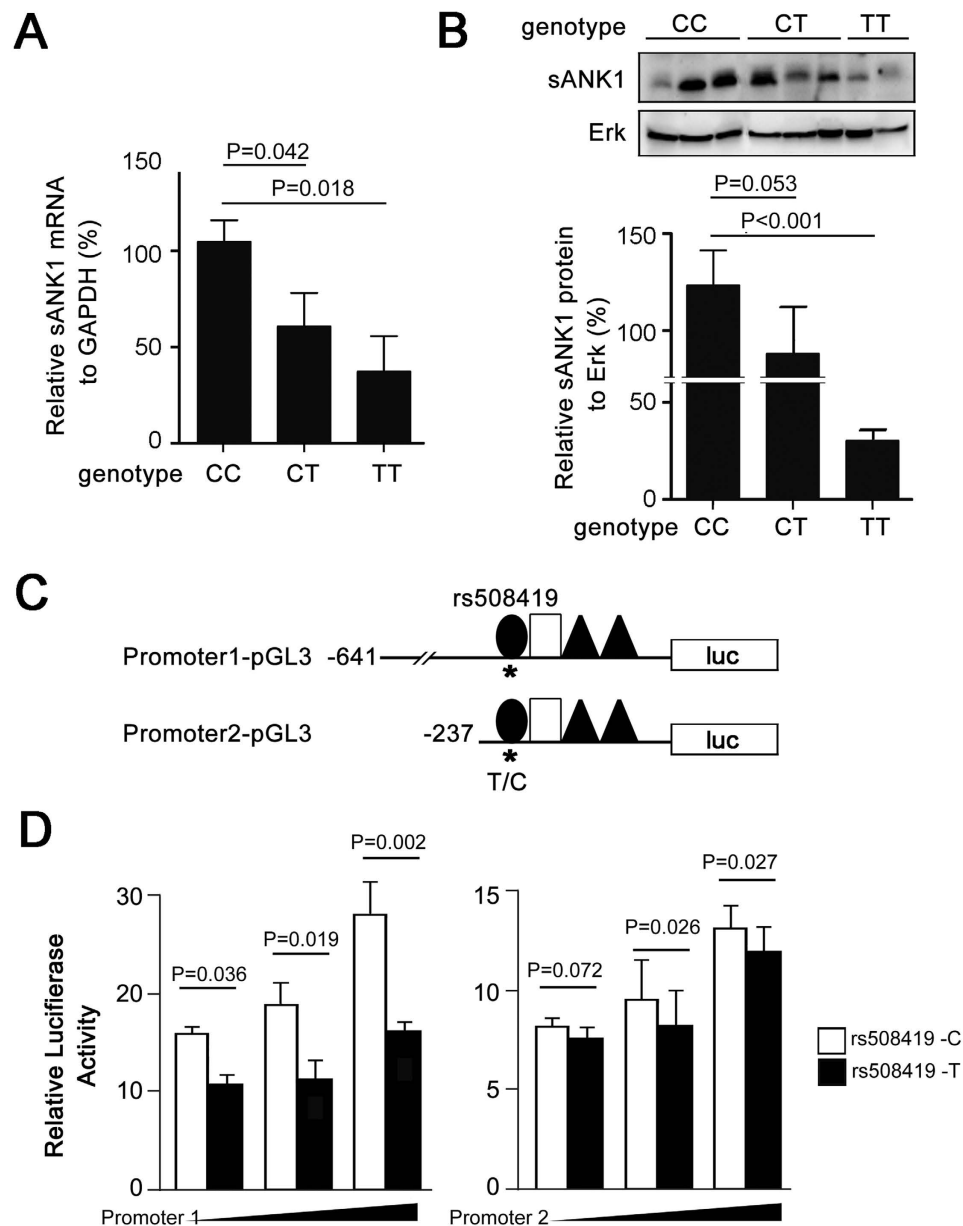 A
P=0.042
P=0.018
150
100
50
0
Relative sANK1 mRNA
to GAPDH (%)
genotype CC CT TT
B
genotype CC CT TT
sANK1
Erk
P=0.053
P<0.001
150
100
50
0
Relative sANK1 protein
to Erk (%)
genotype CC CT TT
C
rs508419
Promoter1-pGL3 -641 luc
*
Promoter2-pGL3 -237 luc
*
T/C
D
P=0.002
P=0.019
P=0.036
30
20
10
0
Relative Lucifierase
Activity
Promoter 1
P=0.027
P=0.026
P=0.072
15
10
5
0
Promoter 2
rs508419 -C
rs508419 -T